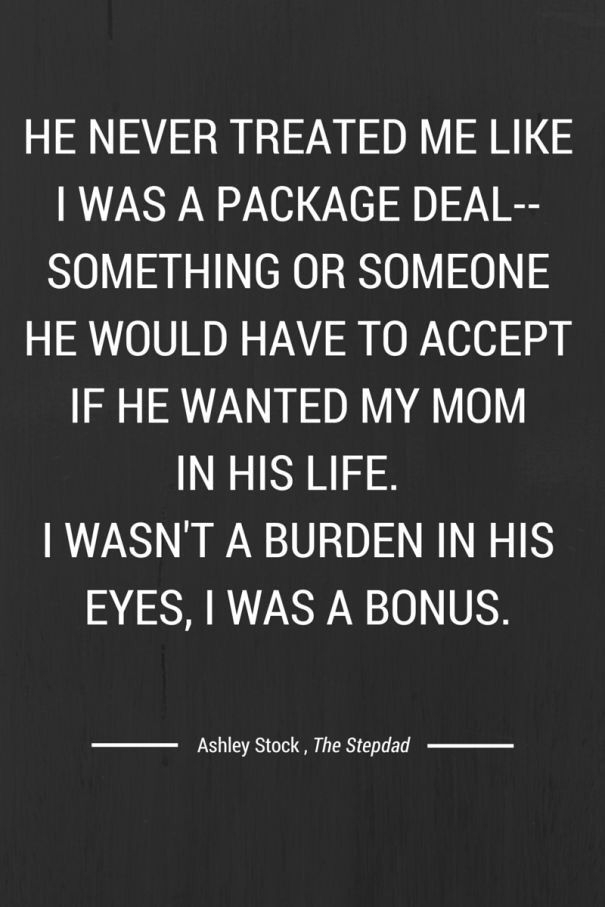 HE NEVER TREATED ME LIKE
I WAS A PACKAGE DEAL--
SOMETHING OR SOMEONE
HE WOULD HAVE TO ACCEPT
IF HE WANTED MY MOM
IN HIS LIFE.
I WASN'T A BURDEN IN HIS
EYES, I WAS A BONUS.
Ashley Stock , The Stepdad